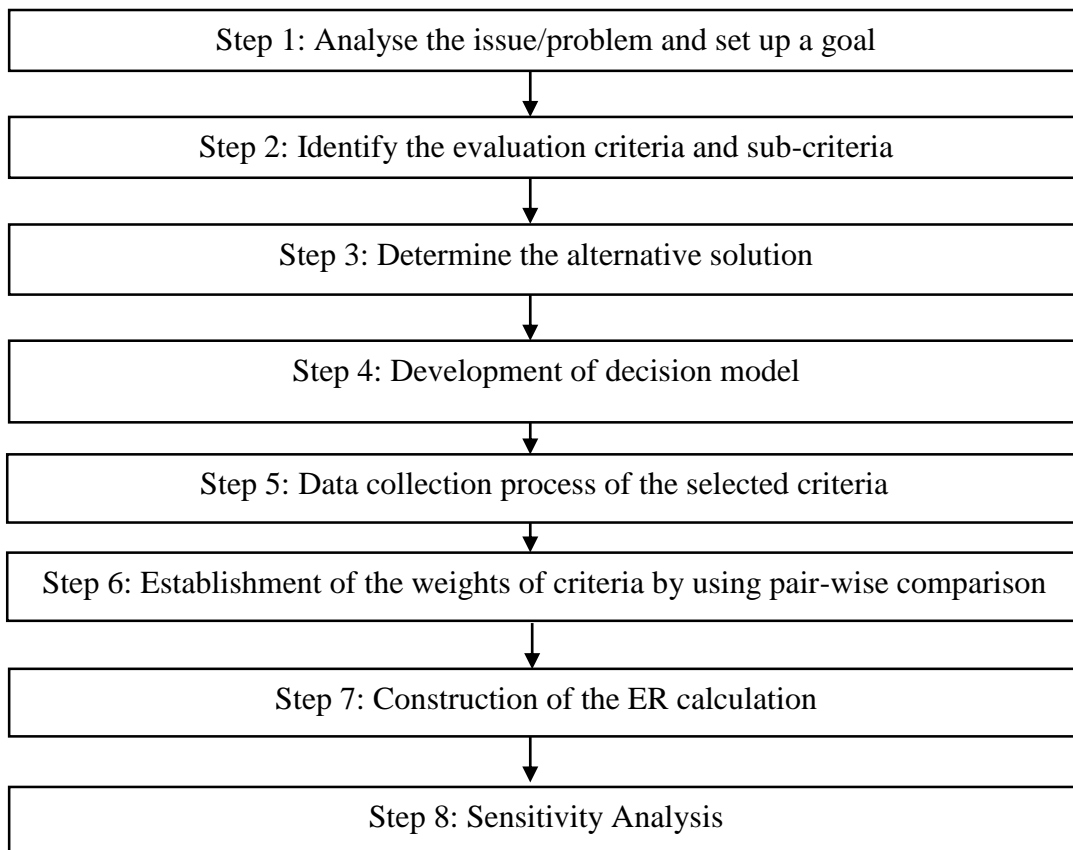 Step 1: Analyse the issue/problem and set up a goal
Step 2: Identify the evaluation criteria and sub-criteria
Step 3: Determine the alternative solution
Step 4: Development of decision model
Step 5: Data collection process of the selected criteria
Step 6: Establishment of the weights of criteria by using pair-wise comparison
Step 7: Construction of the ER calculation
Step 8: Sensitivity Analysis